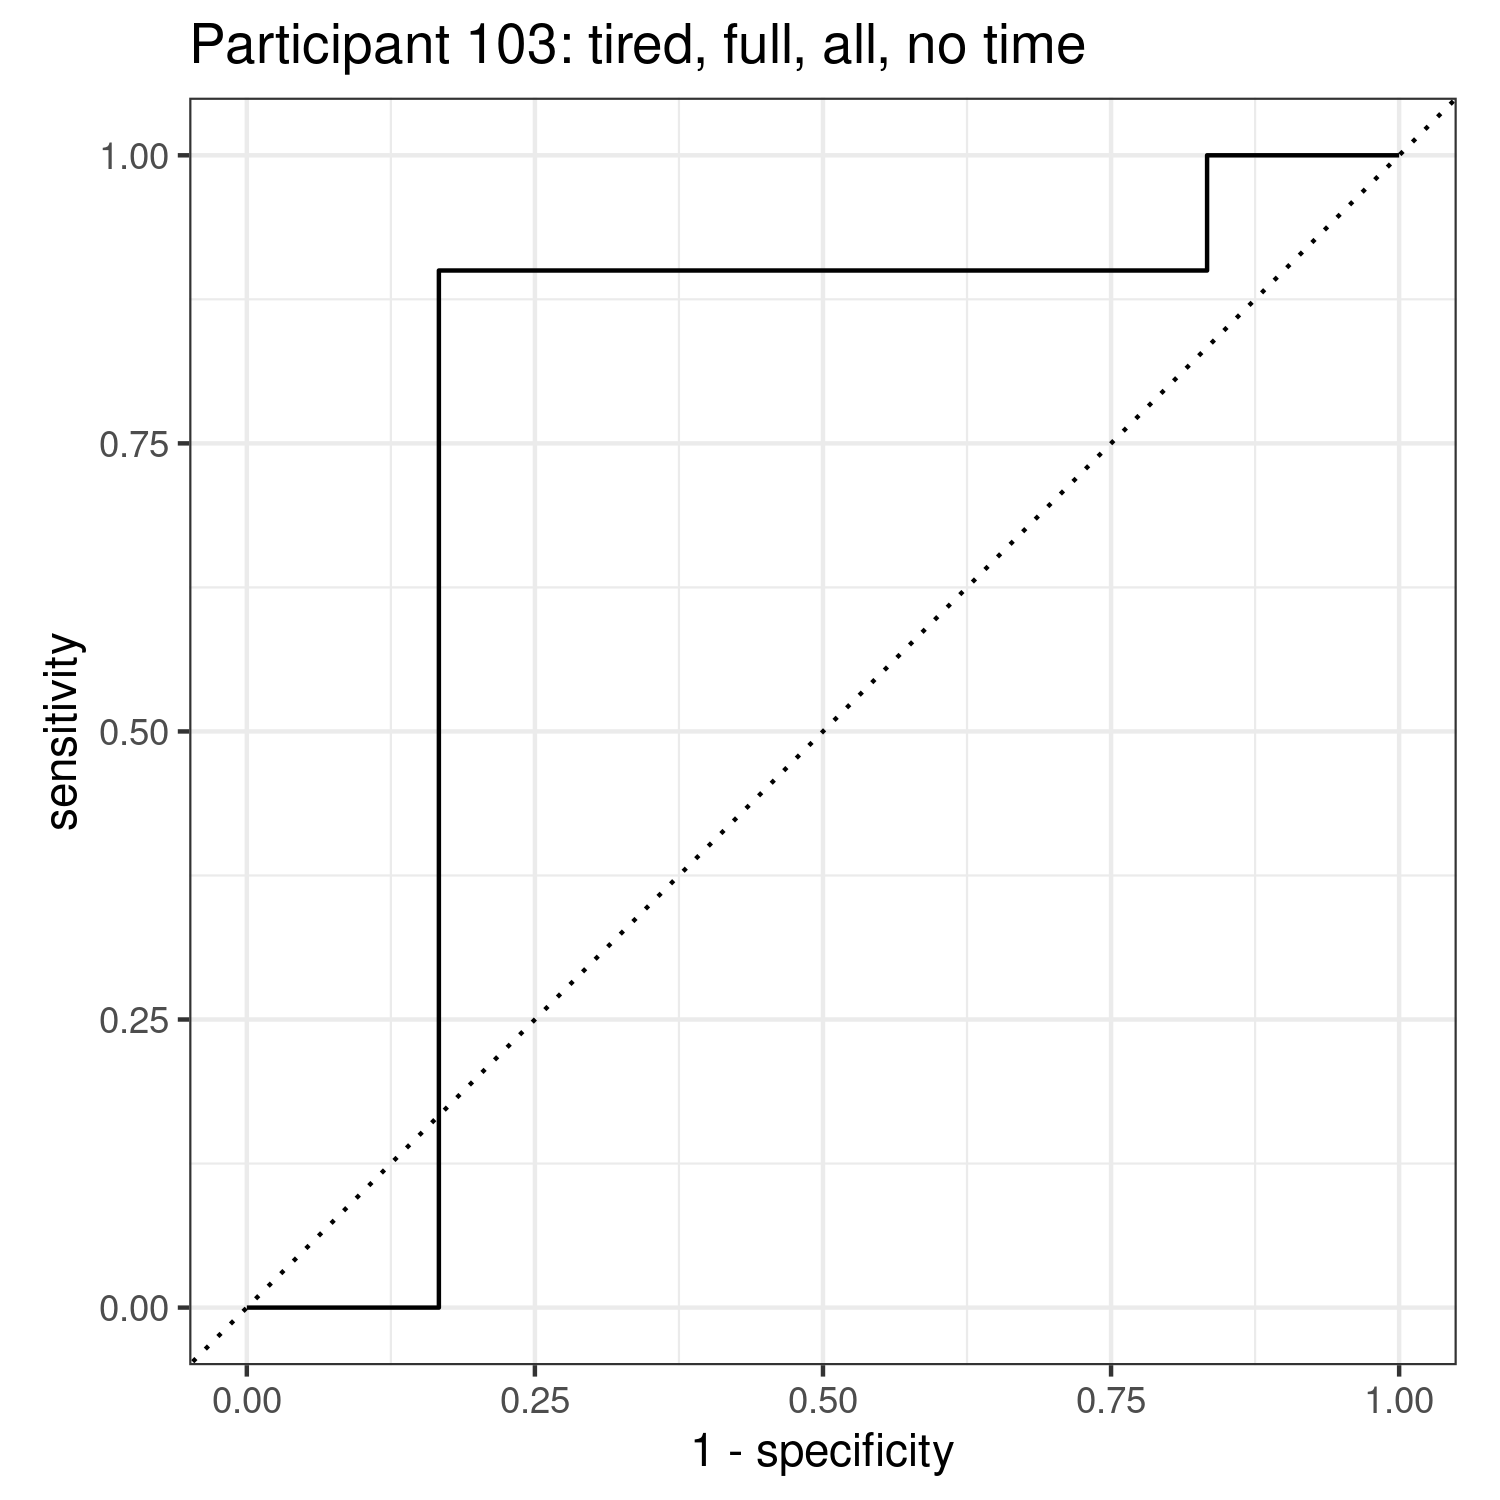 Participant 103: tired, full, all, no time
1.00
0.75
0.50
0.25
0.00
sensitivity
0.00 0.25 0.50 0.75 1.00
1 - specificity